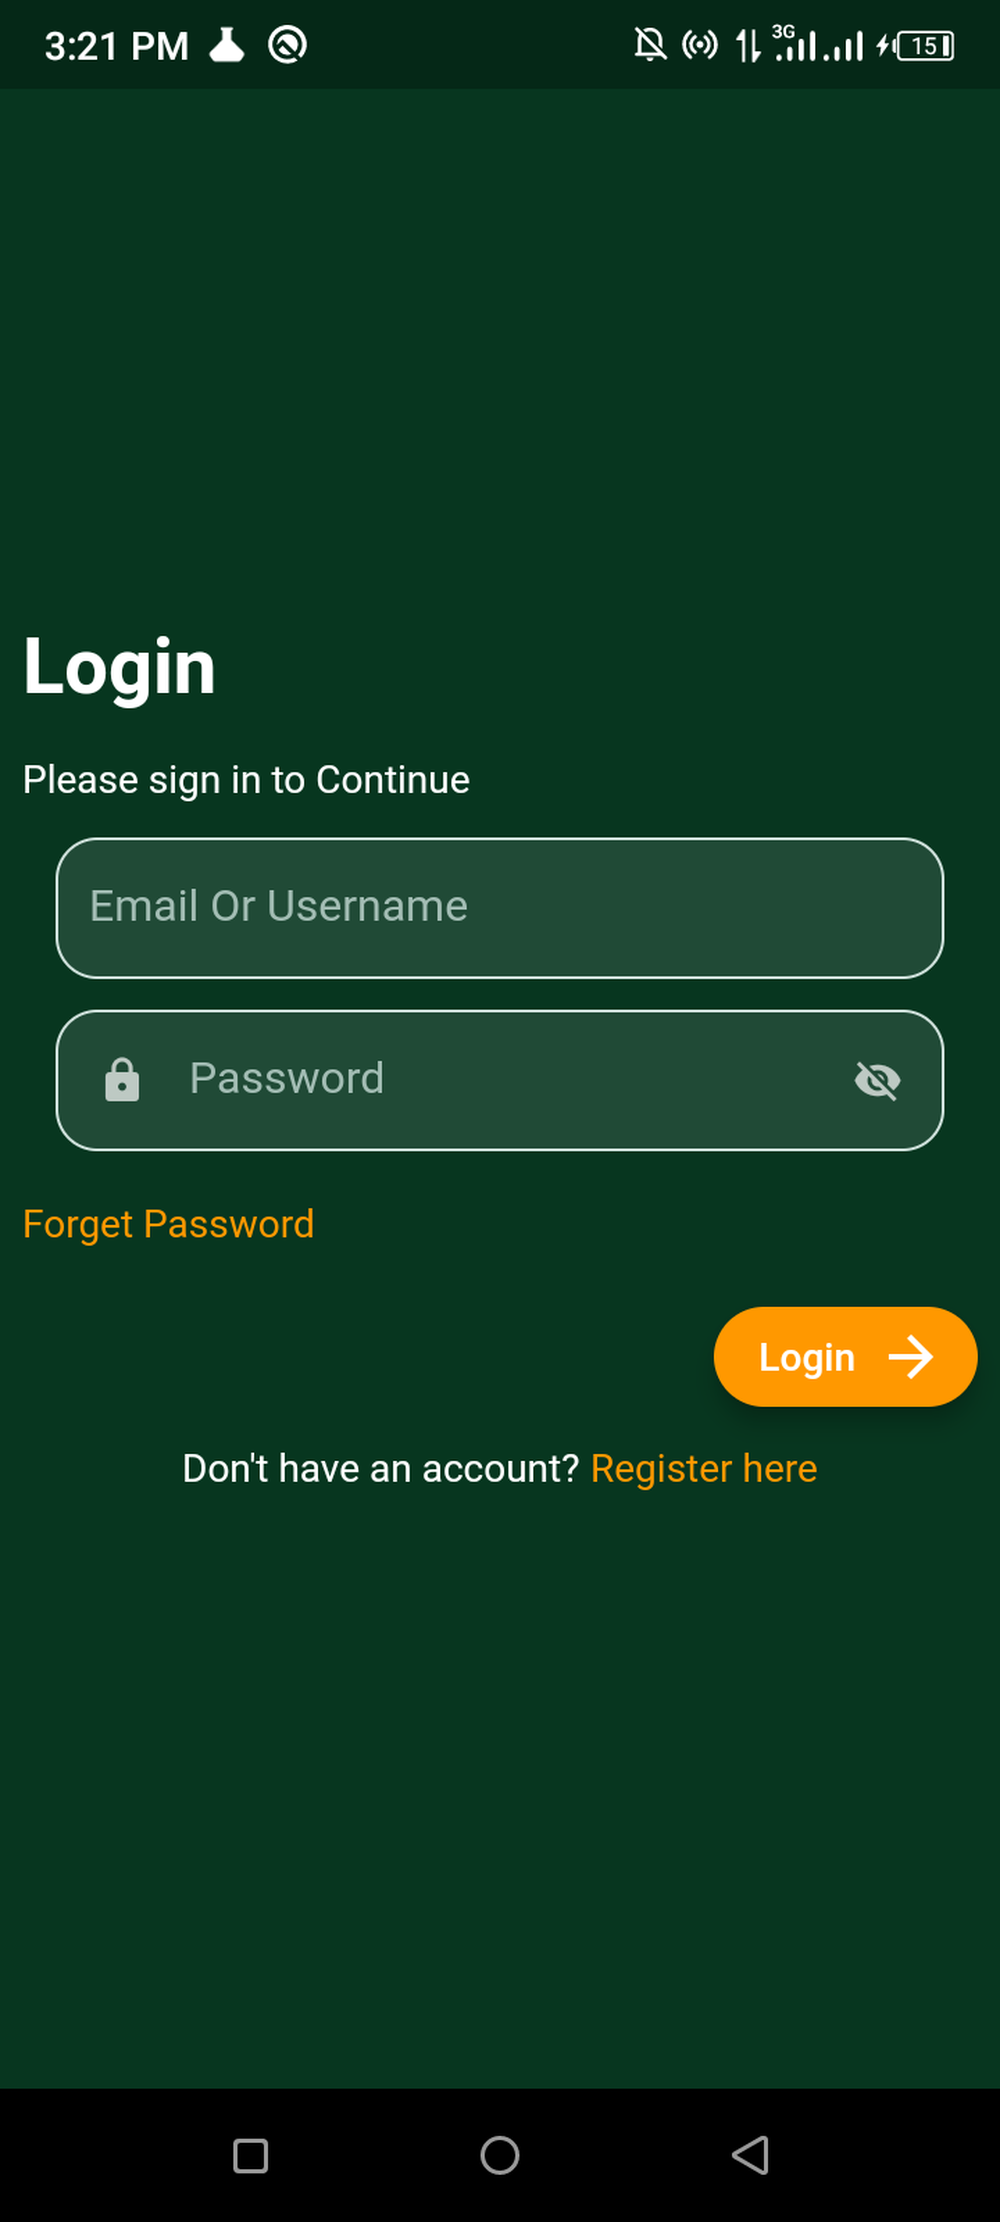 3:21 PM 3G 15
Login
Please sign in to Continue
Email Or Username
Password
Forget Password
Login
Don't have an account? Register here